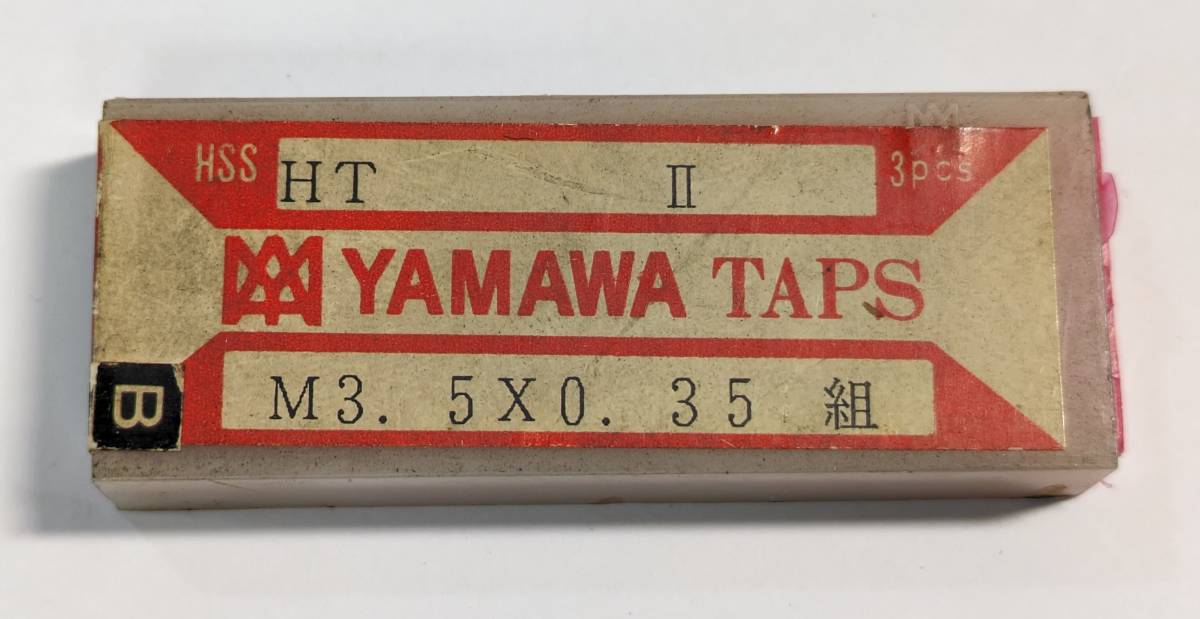 HSS HT II 3pcs
YAMAWA TAPS
M3. 5X0. 35 組
B